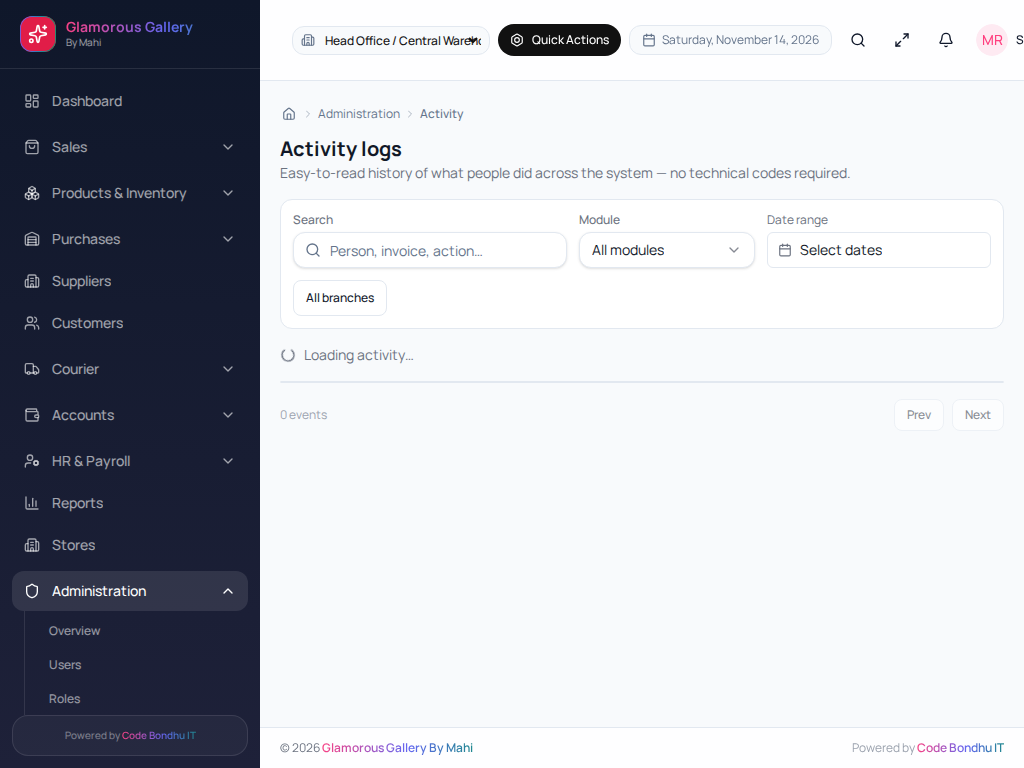 Glamorous Gallery
By Mahi
Dashboard
Sales
Products & Inventory
Purchases
Suppliers
Customers
Courier
Accounts
HR & Payroll
Reports
Stores
Administration
Overview
Users
Roles
Powered by Code Bondhu IT
Head Office / Central
Quick Actions
Saturday, November 14, 2026
MR
S
Administration
Activity
Activity logs
Easy-to-read history of what people did across the system — no technical codes required.
Search
Module
Date range
Person, invoice, action…
All modules
Select dates
All branches
Loading activity…
0 events
Prev
Next
© 2026 Glamorous Gallery By Mahi
Powered by Code Bondhu IT